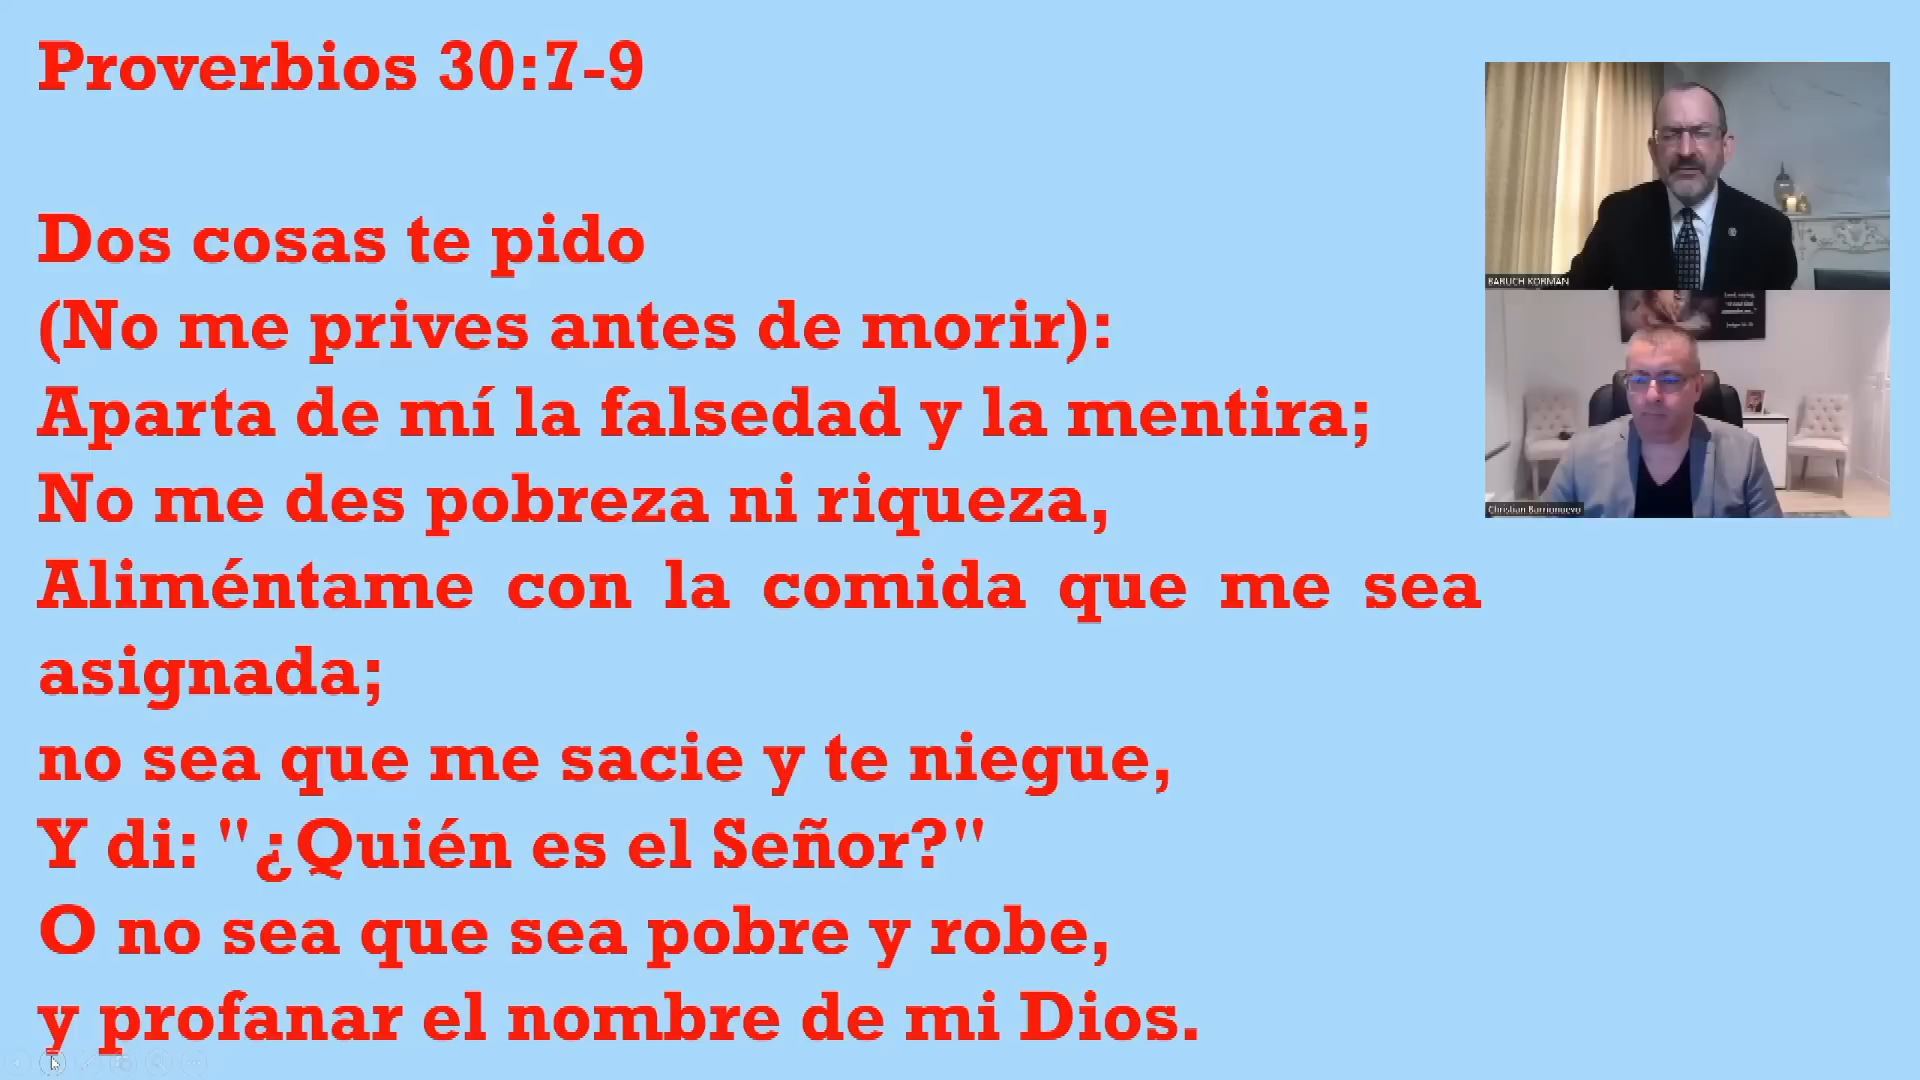 Proverbios 30:7-9
Dos cosas te pido
(No me prives antes de morir):
Aparta de mí la falsedad y la mentira;
No me des pobreza ni riqueza,
Aliméntame con la comida que me sea
asignada;
no sea que me sacie y te niegue,
Y di: "¿Quién es el Señor?"
O no sea que sea pobre y robe,
y profanar el nombre de mi Dios.
BARUCH KORMAN
Christian Barrionuevo